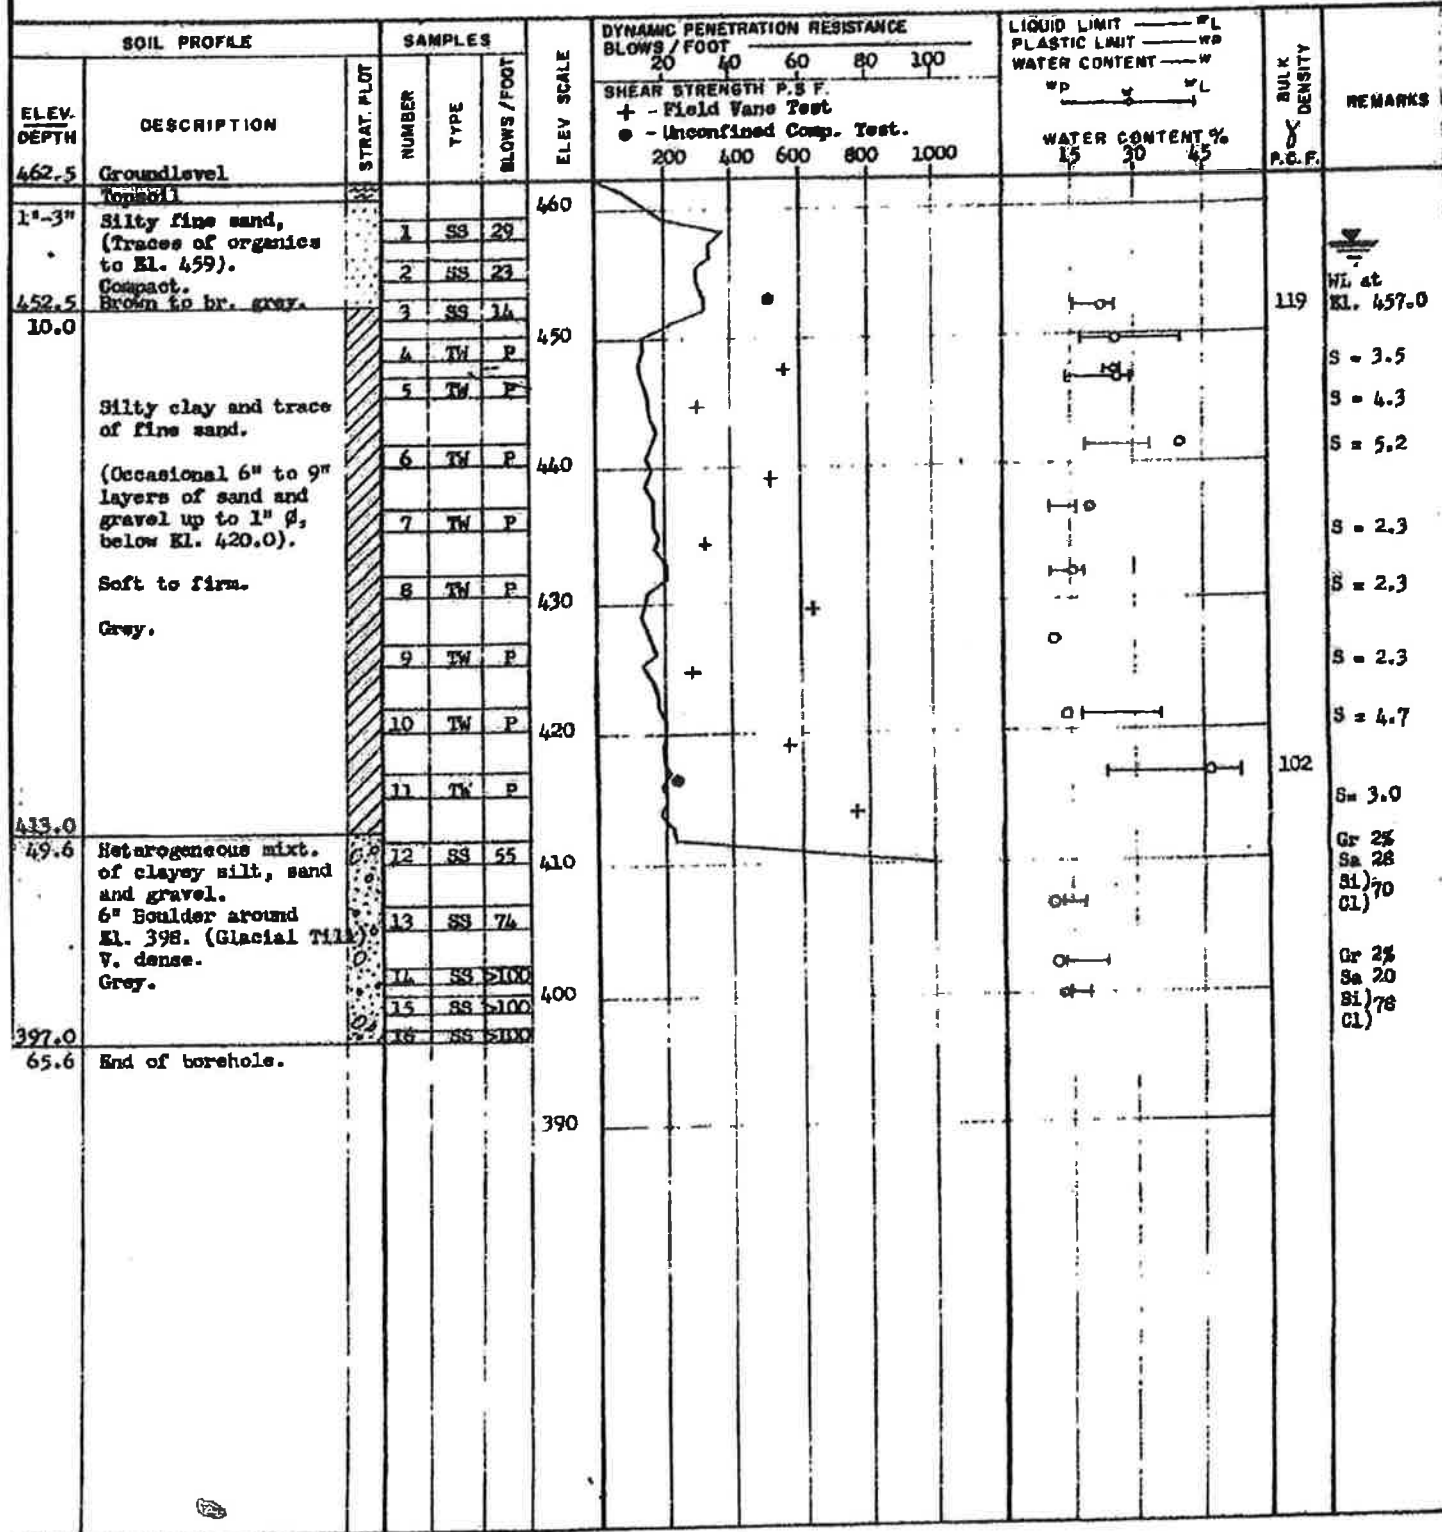 SOIL PROFILE
SAMPLES
ELEV. DEPTH
DESCRIPTION
STRAT. PLOT
NUMBER
TYPE
BLOWS / FOOT
ELEV SCALE
DYNAMIC PENETRATION RESISTANCE
BLOWS / FOOT
20 40 60 80 100
SHEAR STRENGTH P.S F.
+ - Field Vane Test
● - Unconfined Comp. Test.
200 400 600 800 1000
LIQUID LIMIT WL
PLASTIC LIMIT WP
WATER CONTENT W
WP W WL
WATER CONTENT %
15 30 45
BULK DENSITY
γ
P.C.F.
REMARKS
462.5 Groundlevel
Topsoil
1"-3" Silty fine sand,
(Traces of organics
to El. 459).
Compact.
452.5 Brown to br. grey.
10.0
Silty clay and trace
of fine sand.
(Occasional 6" to 9"
layers of sand and
gravel up to 1" Ø,
below El. 420.0).
Soft to firm.
Grey.
413.0
49.6 Heterogeneous mixt.
of clayey silt, sand
and gravel.
6" Boulder around
El. 398. (Glacial Till)
V. dense.
Grey.
397.0
65.6 End of borehole.
1 SS 29
2 SS 23
3 SS 14
4 TW P
5 TW P
6 TW P
7 TW P
8 TW P
9 TW P
10 TW P
11 TW P
12 SS 55
13 SS 74
14 SS >100
15 SS >100
16 SS >100
460
450
440
430
420
410
400
390
119
102
WL at
El. 457.0
S = 3.5
S = 4.3
S = 5.2
S = 2.3
S = 2.3
S = 2.3
S = 4.7
S= 3.0
Gr 2%
Sa 28
Si) 70
Cl)
Gr 2%
Sa 20
Si) 78
Cl)